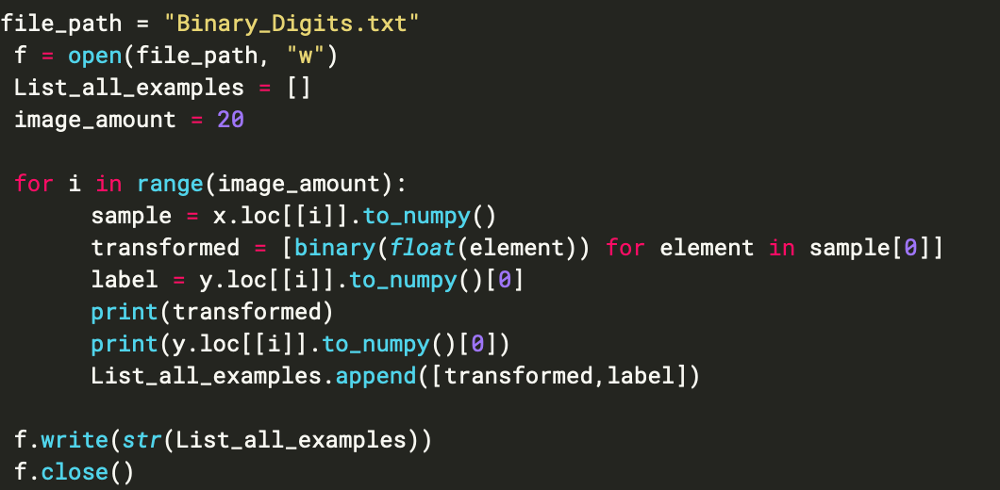 file_path = "Binary_Digits.txt"
f = open(file_path, "w")
List_all_examples = []
image_amount = 20
for i in range(image_amount):
sample = x.loc[[i]].to_numpy()
transformed = [binary(float(element)) for element in sample[0]]
label = y.loc[[i]].to_numpy()[0]
print(transformed)
print(y.loc[[i]].to_numpy()[0])
List_all_examples.append([transformed,label])
f.write(str(List_all_examples))
f.close()